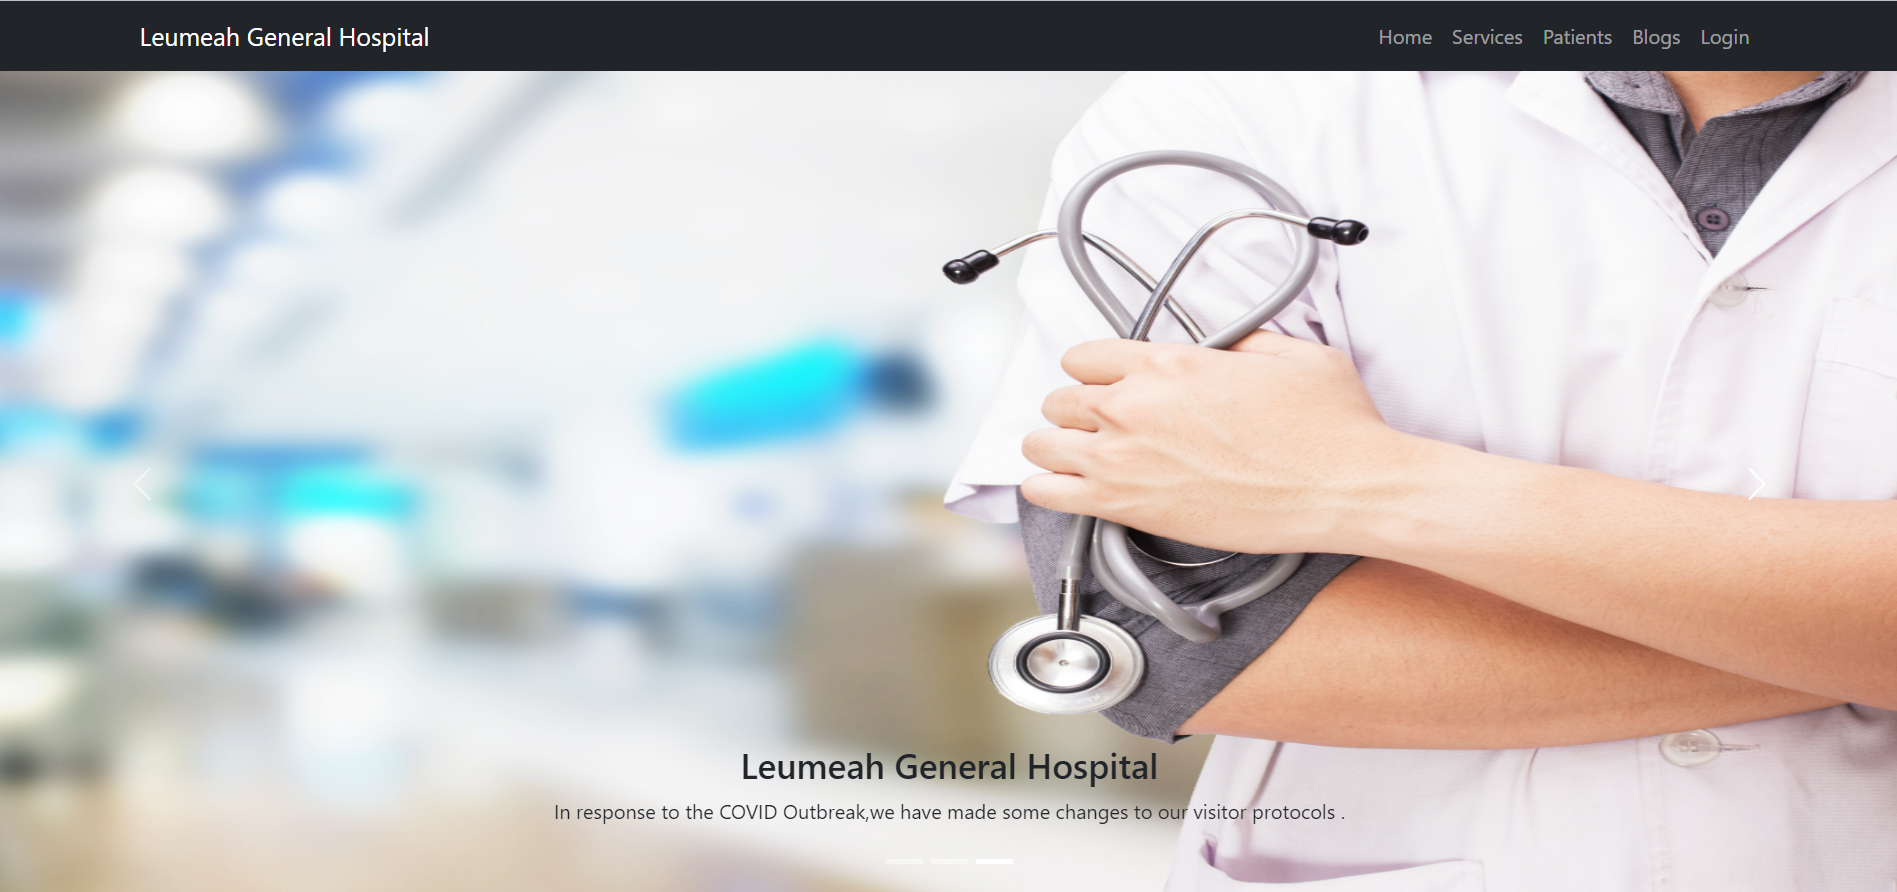 Leumeah General Hospital
Home Services Patients Blogs Login
Leumeah General Hospital
In response to the COVID Outbreak,we have made some changes to our visitor protocols .